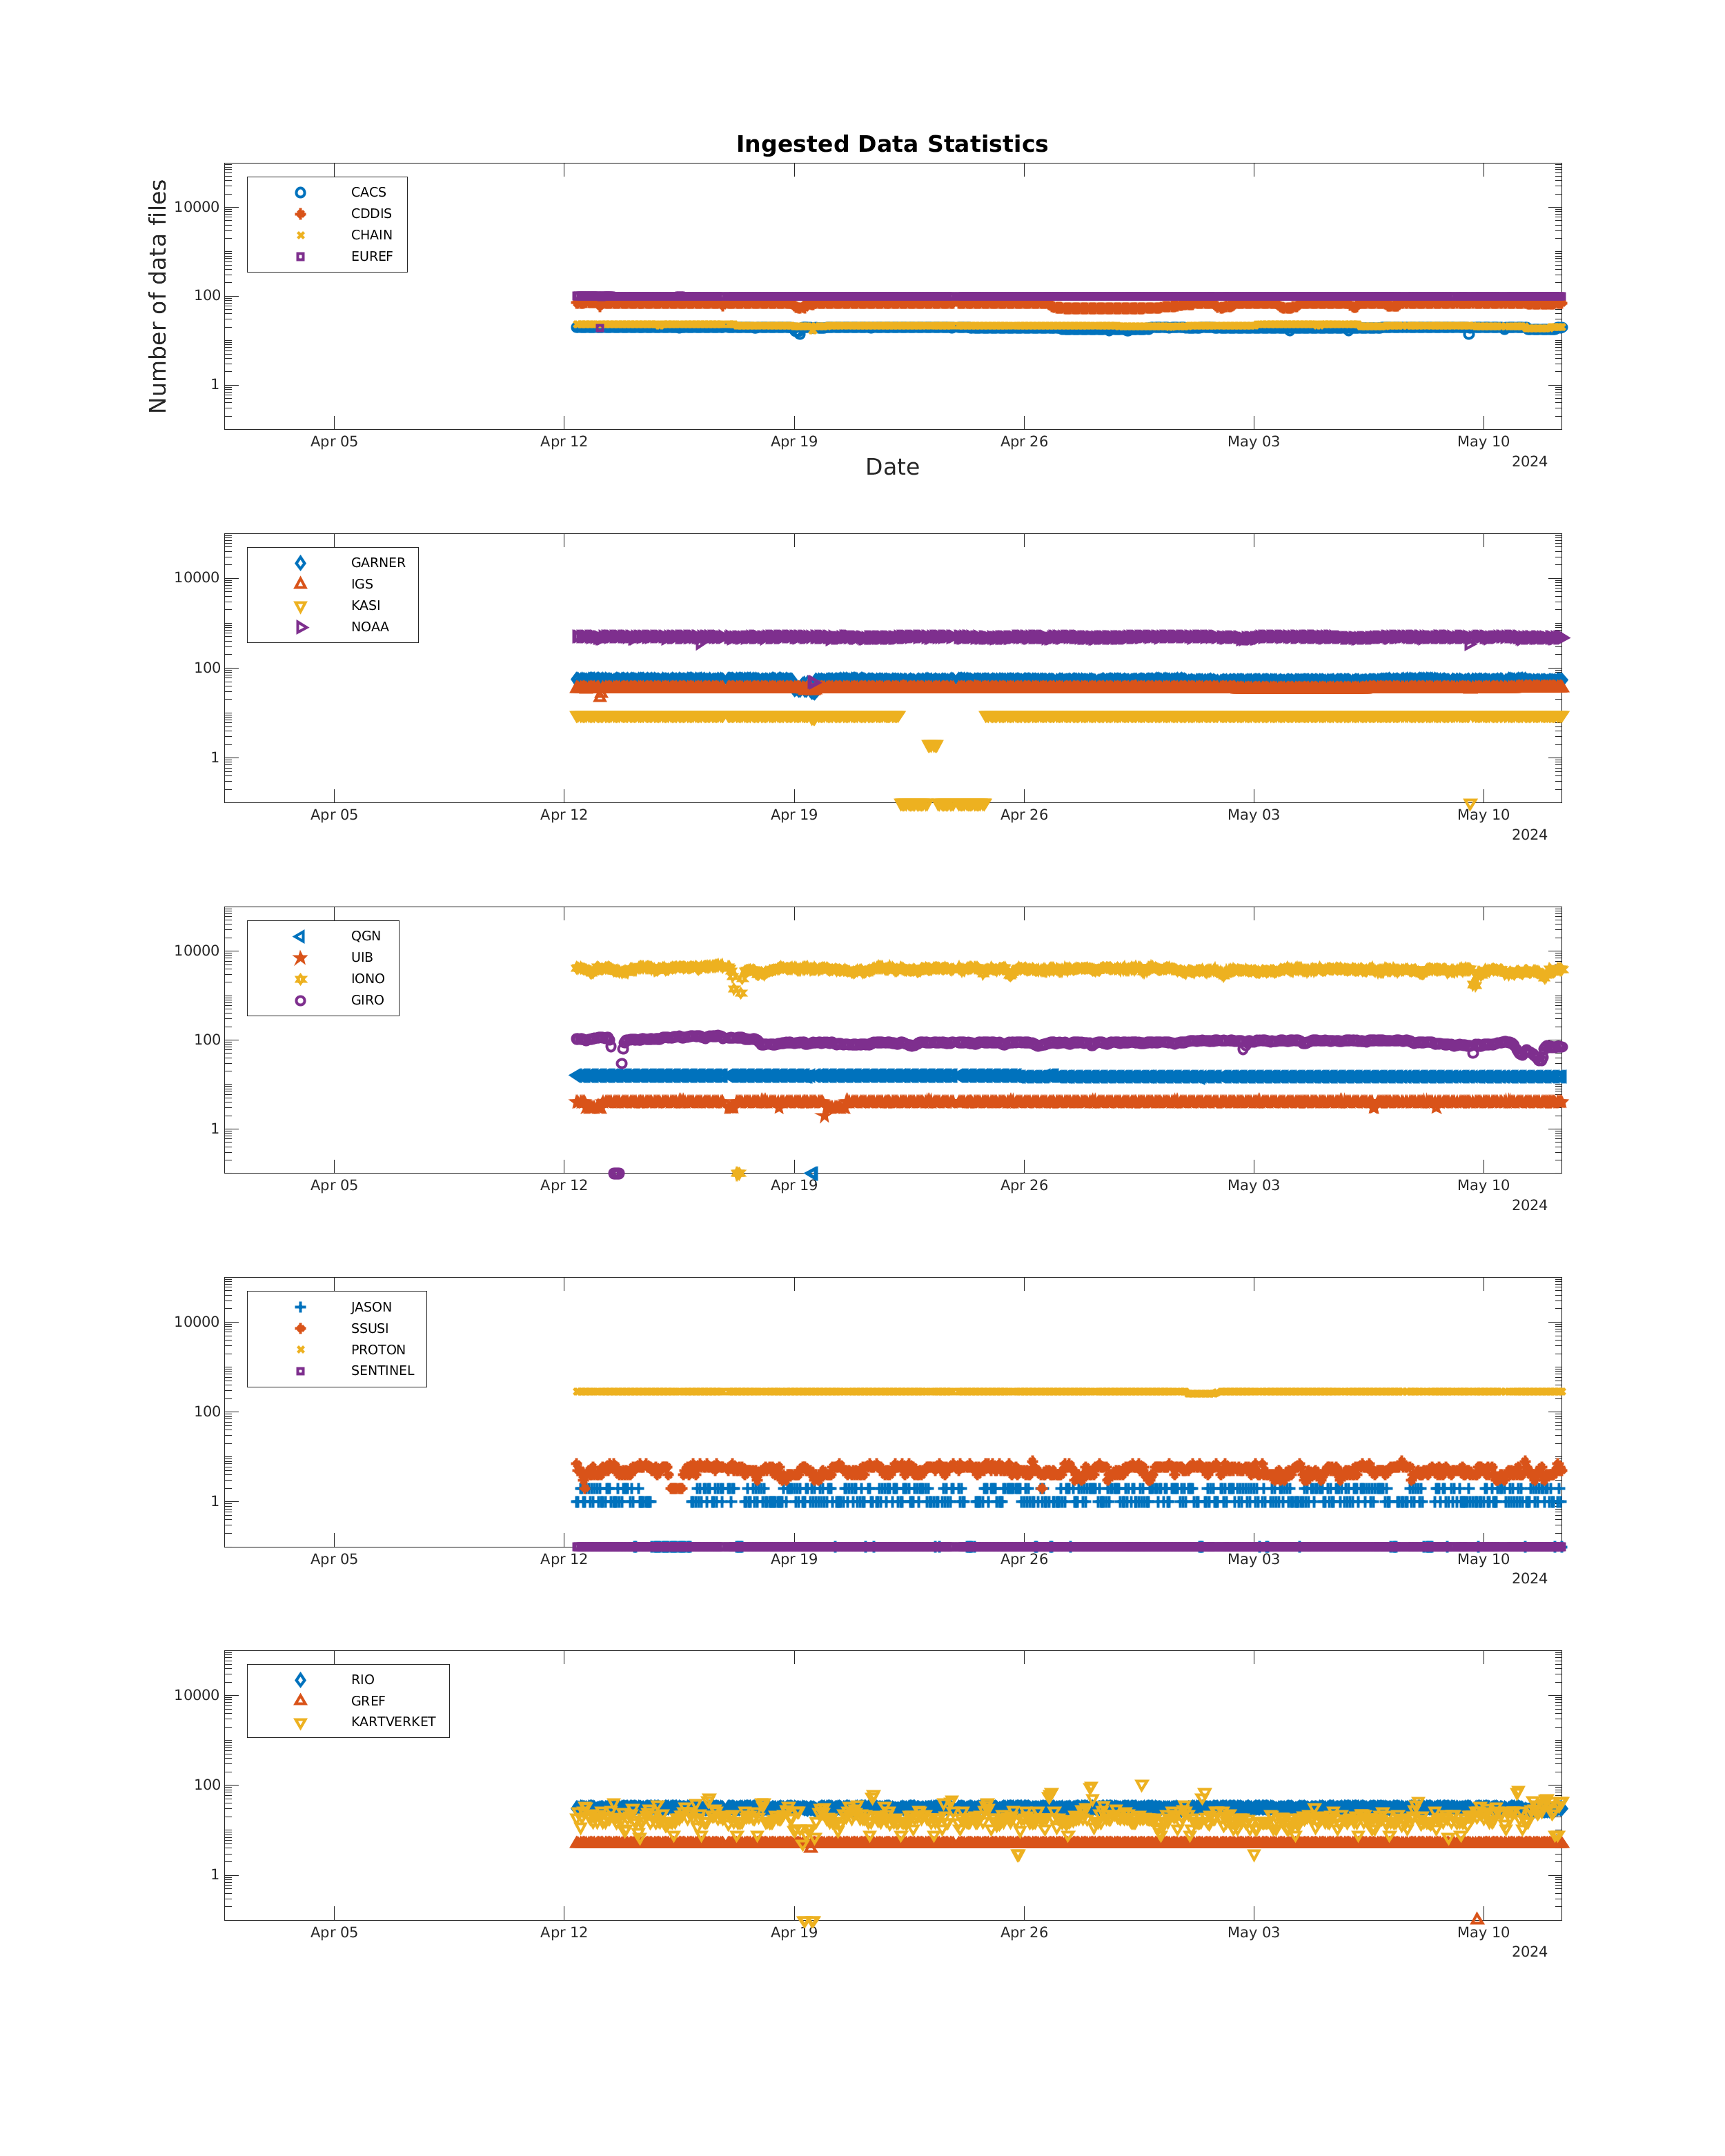 Ingested Data Statistics
Number of data files
CACS
CDDIS
CHAIN
EUREF
10000
100
1
Apr 05 Apr 12 Apr 19 Apr 26 May 03 May 10
2024
Date
GARNER
IGS
KASI
NOAA
10000
100
1
Apr 05 Apr 12 Apr 19 Apr 26 May 03 May 10
2024
QGN
UIB
IONO
GIRO
10000
100
1
Apr 05 Apr 12 Apr 19 Apr 26 May 03 May 10
2024
JASON
SSUSI
PROTON
SENTINEL
10000
100
1
Apr 05 Apr 12 Apr 19 Apr 26 May 03 May 10
2024
RIO
GREF
KARTVERKET
10000
100
1
Apr 05 Apr 12 Apr 19 Apr 26 May 03 May 10
2024